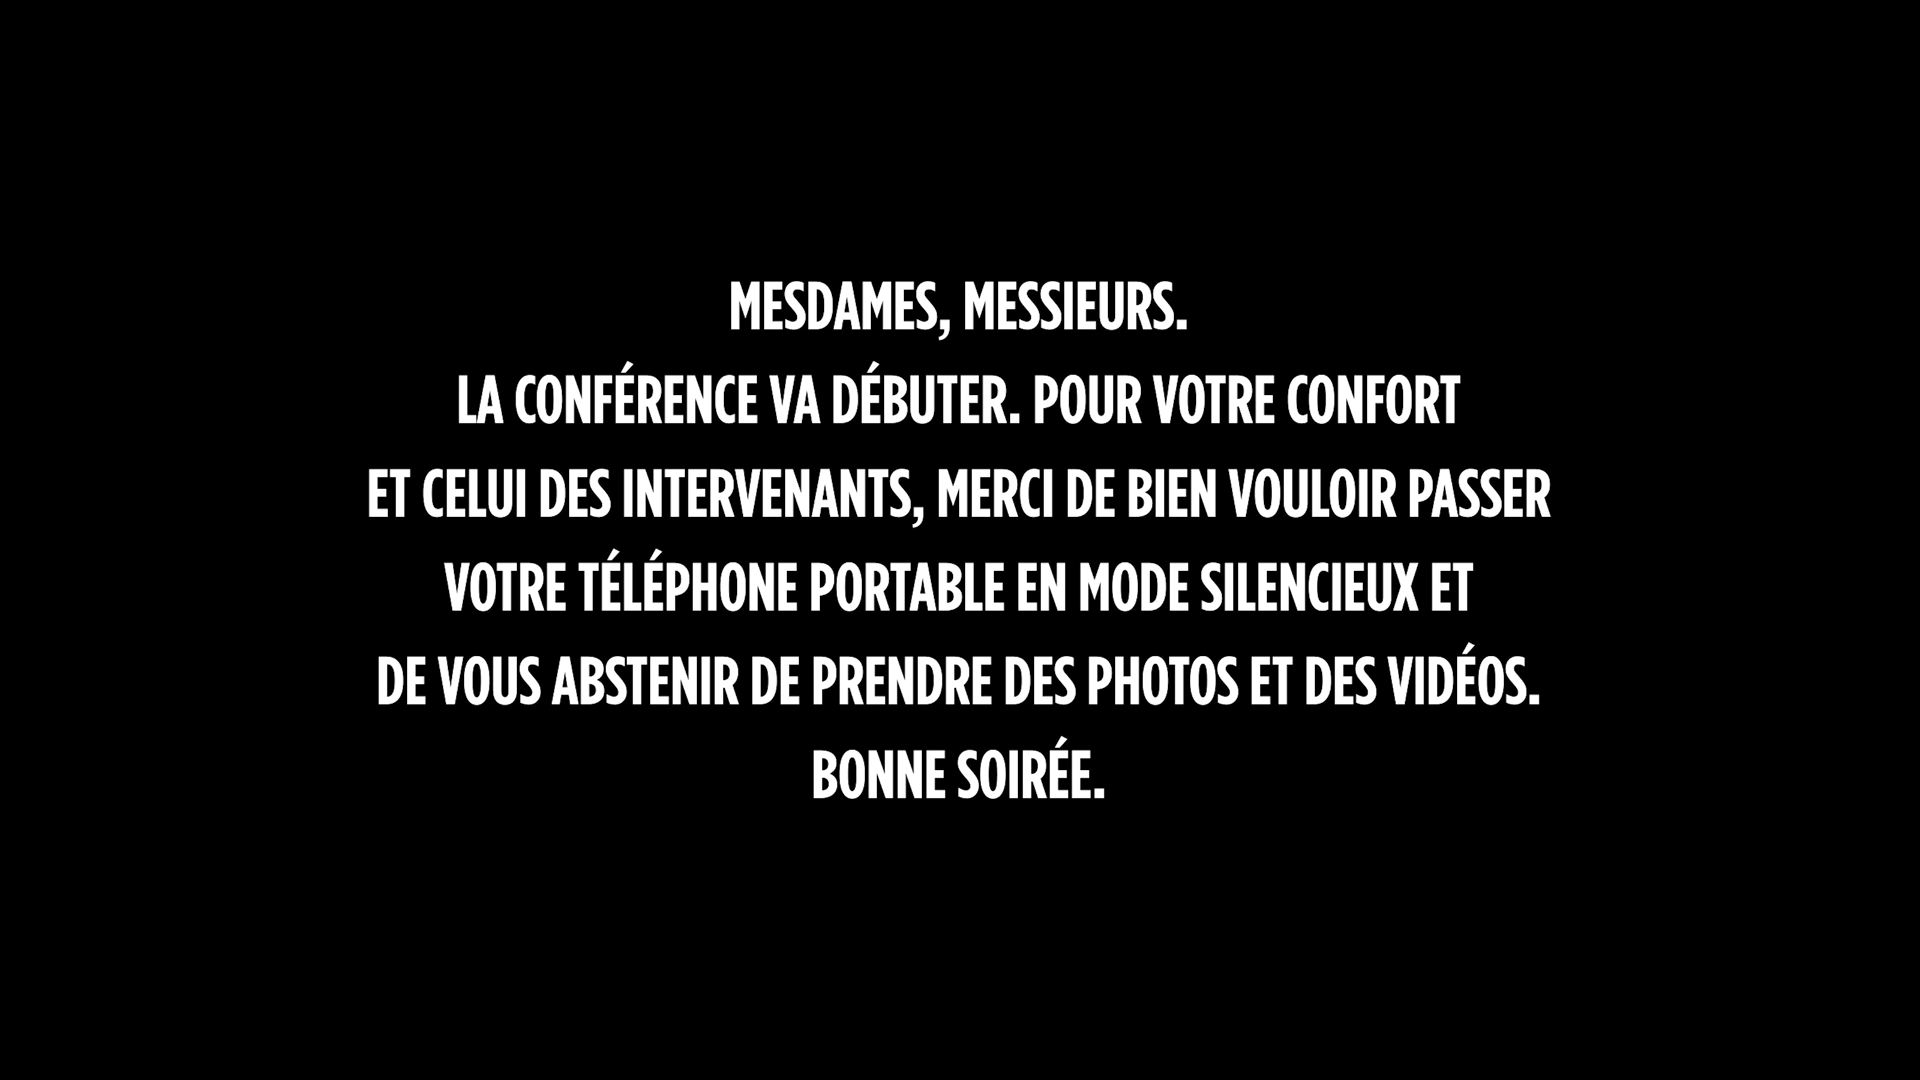 MESDAMES, MESSIEURS.
LA CONFÉRENCE VA DÉBUTER. POUR VOTRE CONFORT
ET CELUI DES INTERVENANTS, MERCI DE BIEN VOULOIR PASSER
VOTRE TÉLÉPHONE PORTABLE EN MODE SILENCIEUX ET
DE VOUS ABSTENIR DE PRENDRE DES PHOTOS ET DES VIDÉOS.
BONNE SOIRÉE.